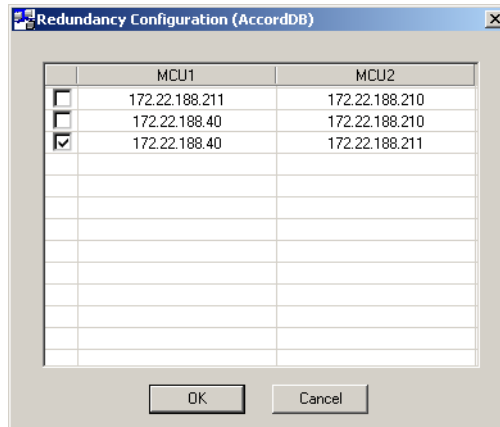 Redundancy Configuration (AccordDB)
MCU1 MCU2
172.22.188.211 172.22.188.210
172.22.188.40 172.22.188.210
172.22.188.40 172.22.188.211
OK Cancel